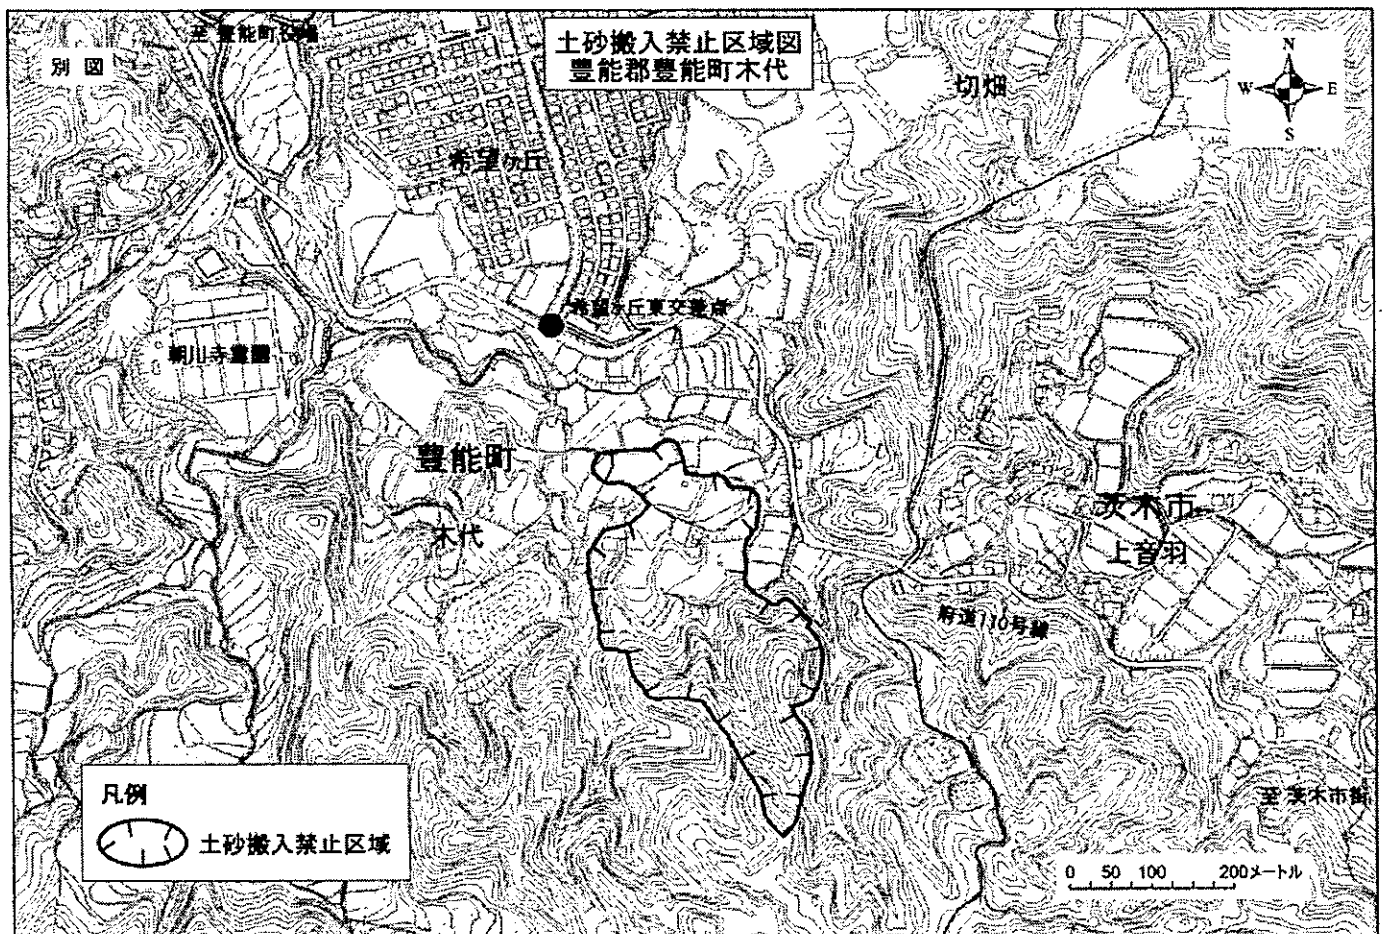 至 豊能町役場
別 図
土砂搬入禁止区域図
豊能郡豊能町木代
切畑
N
W E
S
希望ヶ丘
希望ヶ丘東交差点
朝川寺霊園
豊能町
木代
茨木市
上音羽
府道110号線
至 茨木市街
凡例
土砂搬入禁止区域
0 50 100 200メートル